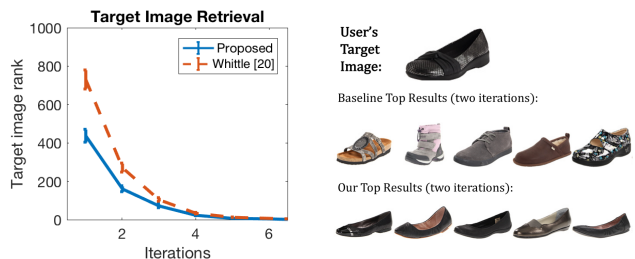 Target Image Retrieval
1000
800
600
400
200
0
2
4
6
Target image rank
Iterations
Proposed
Whittle [20]
User's
Target
Image:
Baseline Top Results (two iterations):
Our Top Results (two iterations):